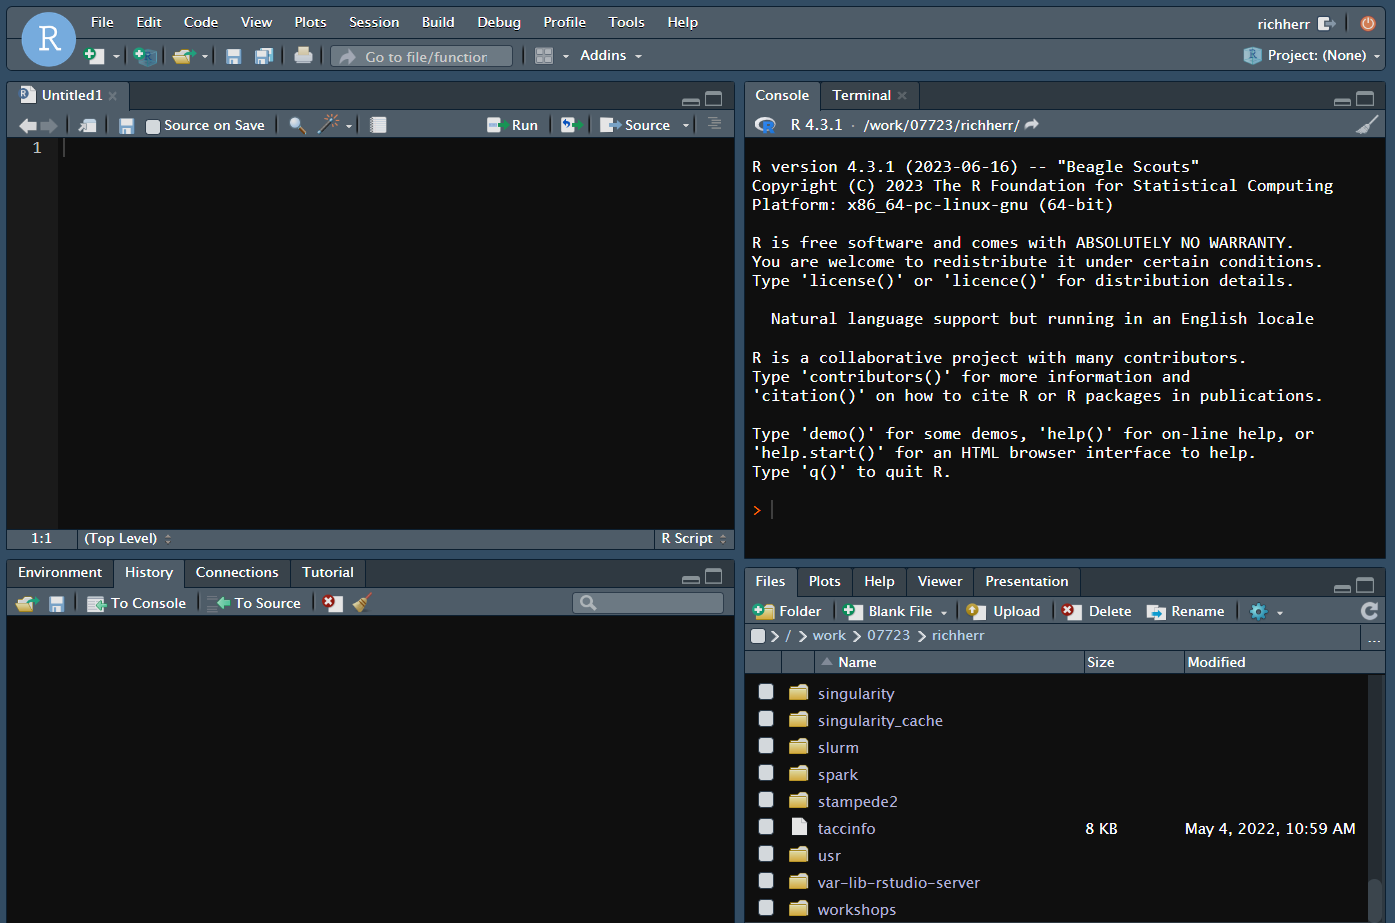 R
File Edit Code View Plots Session Build Debug Profile Tools Help
richherr
Go to file/function
Addins
Project: (None)
Untitled1
Source on Save
Run
Source
1
1:1 (Top Level)
R Script
Console Terminal
R 4.3.1 · /work/07723/richherr/
R version 4.3.1 (2023-06-16) -- "Beagle Scouts"
Copyright (C) 2023 The R Foundation for Statistical Computing
Platform: x86_64-pc-linux-gnu (64-bit)
R is free software and comes with ABSOLUTELY NO WARRANTY.
You are welcome to redistribute it under certain conditions.
Type 'license()' or 'licence()' for distribution details.
Natural language support but running in an English locale
R is a collaborative project with many contributors.
Type 'contributors()' for more information and
'citation()' on how to cite R or R packages in publications.
Type 'demo()' for some demos, 'help()' for on-line help, or
'help.start()' for an HTML browser interface to help.
Type 'q()' to quit R.
>
Environment History Connections Tutorial
To Console To Source
Files Plots Help Viewer Presentation
Folder Blank File Upload Delete Rename
/ work 07723 richherr
...
Name Size Modified
singularity
singularity_cache
slurm
spark
stampede2
taccinfo 8 KB May 4, 2022, 10:59 AM
usr
var-lib-rstudio-server
workshops